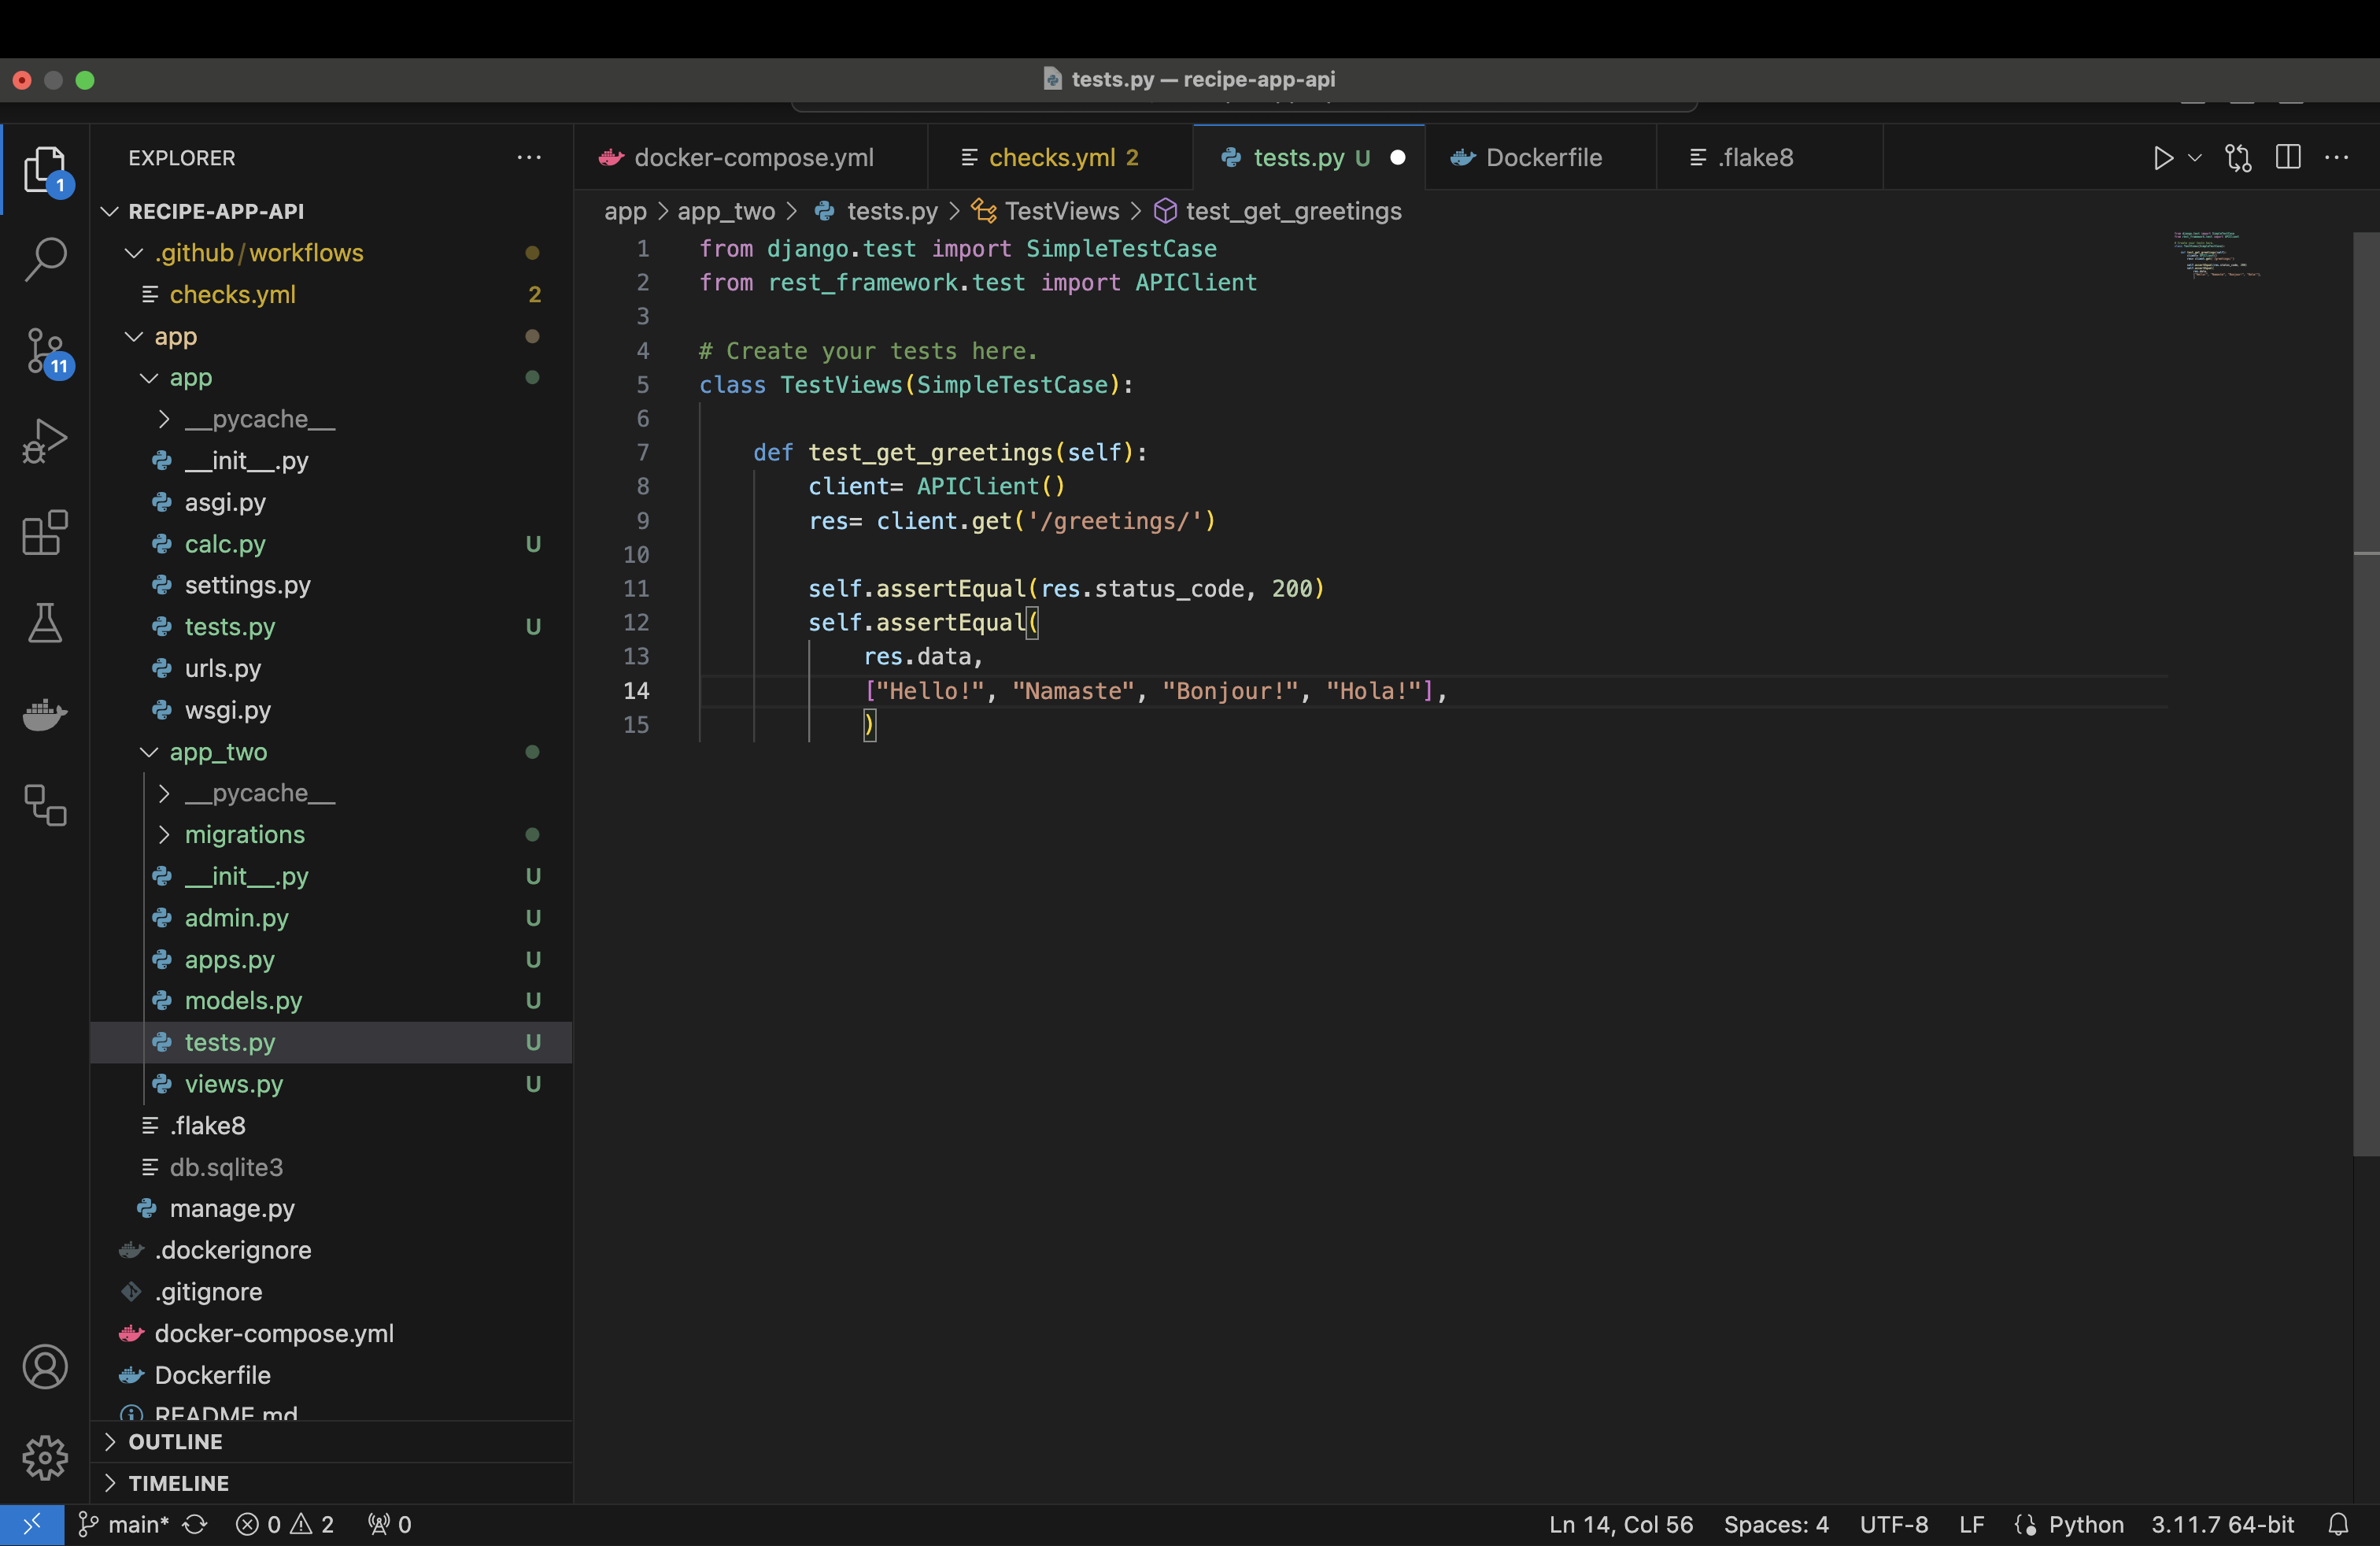 tests.py — recipe-app-api
EXPLORER
RECIPE-APP-API
.github/workflows
checks.yml 2
app
app
__pycache__
__init__.py
asgi.py
calc.py U
settings.py
tests.py U
urls.py
wsgi.py
app_two
__pycache__
migrations
__init__.py U
admin.py U
apps.py U
models.py U
tests.py U
views.py U
.flake8
db.sqlite3
manage.py
.dockerignore
.gitignore
docker-compose.yml
Dockerfile
README.md
OUTLINE
TIMELINE
1
11
docker-compose.yml
checks.yml 2
tests.py U
Dockerfile
.flake8
app > app_two > tests.py > TestViews > test_get_greetings
1 from django.test import SimpleTestCase
2 from rest_framework.test import APIClient
3
4 # Create your tests here.
5 class TestViews(SimpleTestCase):
6
7 def test_get_greetings(self):
8 client= APIClient()
9 res= client.get('/greetings/')
10
11 self.assertEqual(res.status_code, 200)
12 self.assertEqual(
13 res.data,
14 ["Hello!", "Namaste", "Bonjour!", "Hola!"],
15 )
main* 0 2 0
Ln 14, Col 56 Spaces: 4 UTF-8 LF Python 3.11.7 64-bit